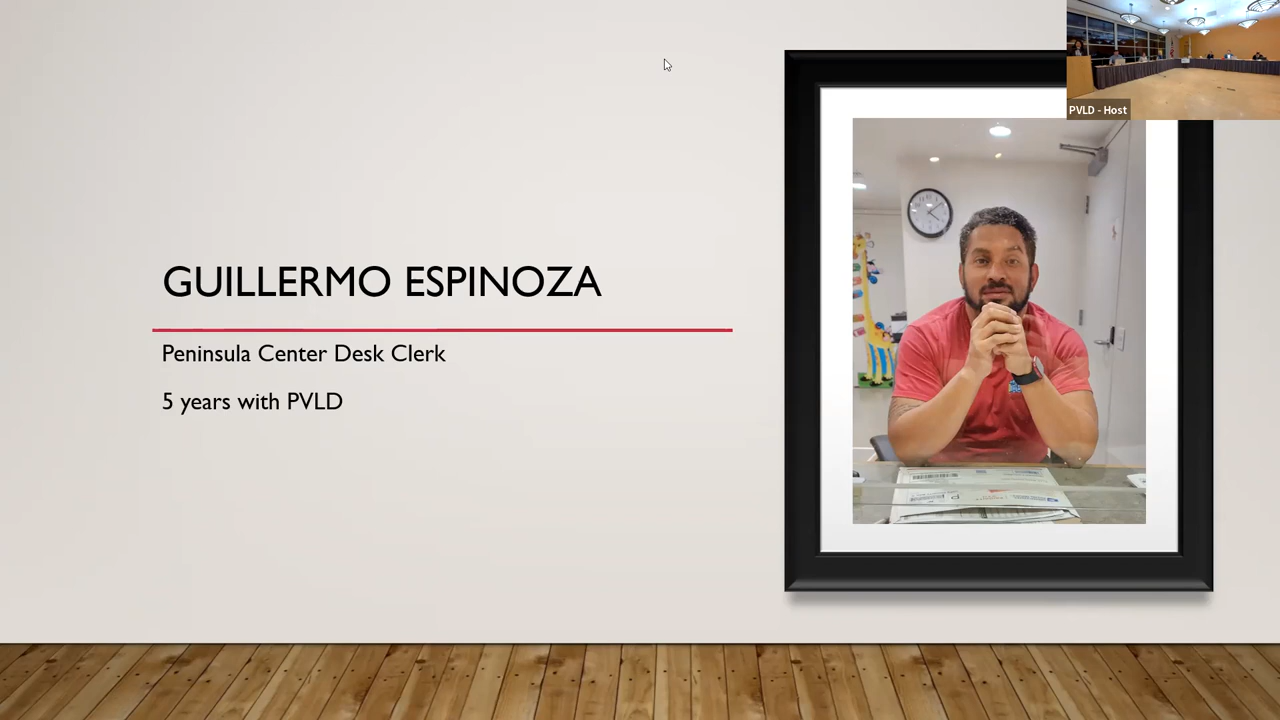 GUILLERMO ESPINOZA
Peninsula Center Desk Clerk
5 years with PVLD
PVLD - Host